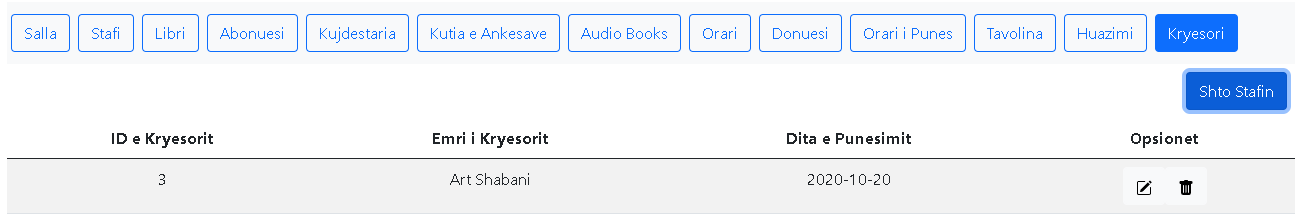 Salla Stafi Libri Abonuesi Kujdestaria Kutia e Ankesave Audio Books Orari Donuesi Orari i Punes Tavolina Huazimi Kryesori
Shto Stafin
ID e Kryesorit Emri i Kryesorit Dita e Punesimit Opsionet
3 Art Shabani 2020-10-20